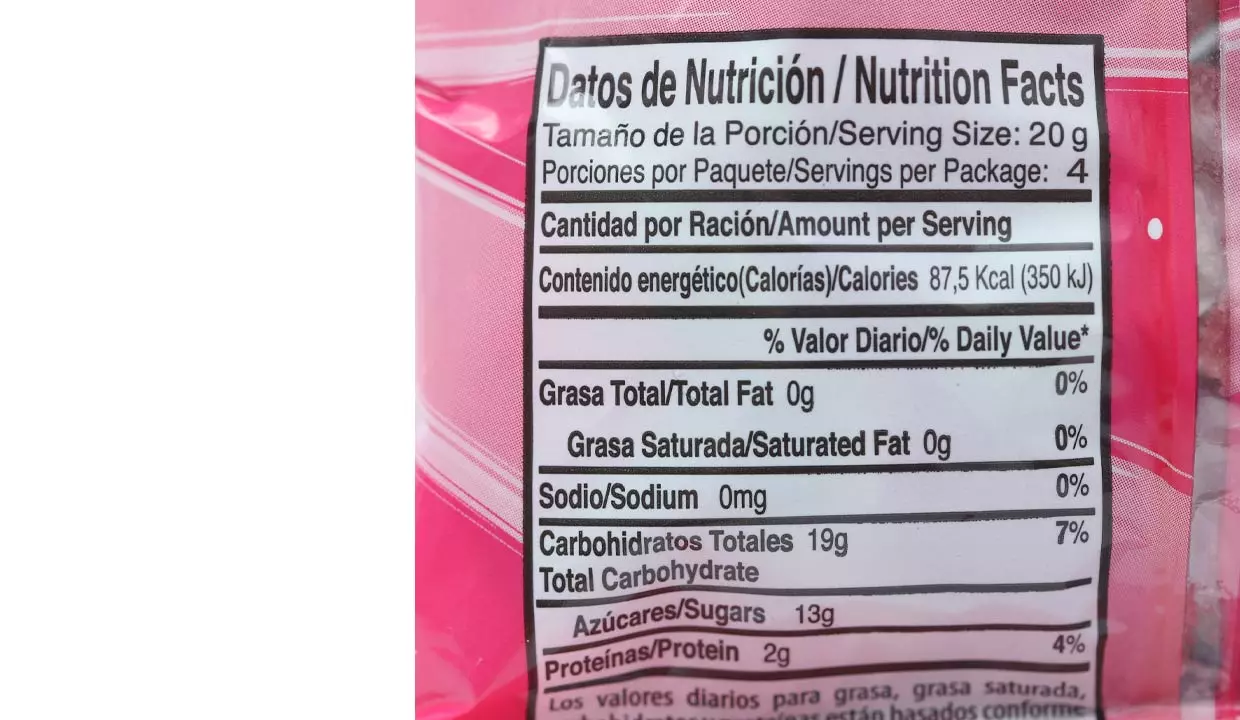 Datos de Nutrición / Nutrition Facts
Tamaño de la Porción/Serving Size: 20 g
Porciones por Paquete/Servings per Package: 4
Cantidad por Ración/Amount per Serving
Contenido energético(Calorías)/Calories 87,5 Kcal (350 kJ)
% Valor Diario/% Daily Value*
Grasa Total/Total Fat 0g 0%
Grasa Saturada/Saturated Fat 0g 0%
Sodio/Sodium 0mg 0%
Carbohidratos Totales 19g 7%
Total Carbohydrate
Azúcares/Sugars 13g
Proteínas/Protein 2g 4%
Los valores diarios para grasa, grasa saturada,
están basados conforme